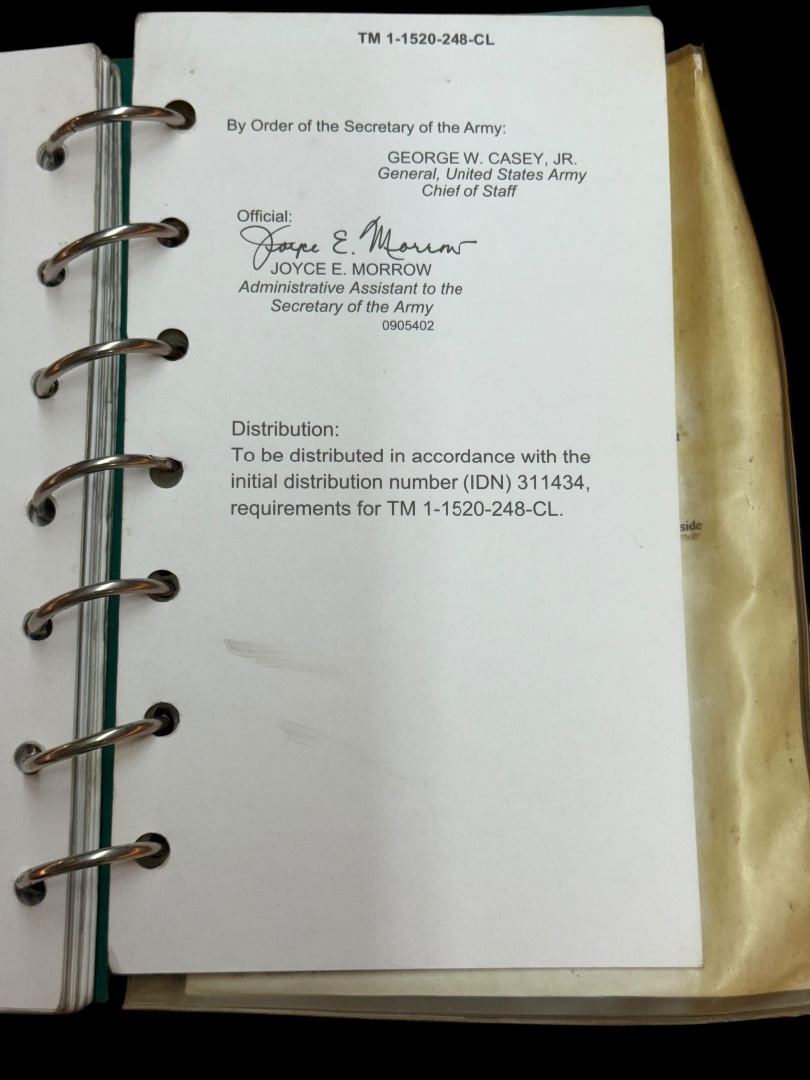 TM 1-1520-248-CL
By Order of the Secretary of the Army:
GEORGE W. CASEY, JR.
General, United States Army
Chief of Staff
Official:
Joyce E. Morrow
JOYCE E. MORROW
Administrative Assistant to the
Secretary of the Army
0905402
Distribution:
To be distributed in accordance with the
initial distribution number (IDN) 311434,
requirements for TM 1-1520-248-CL.
side